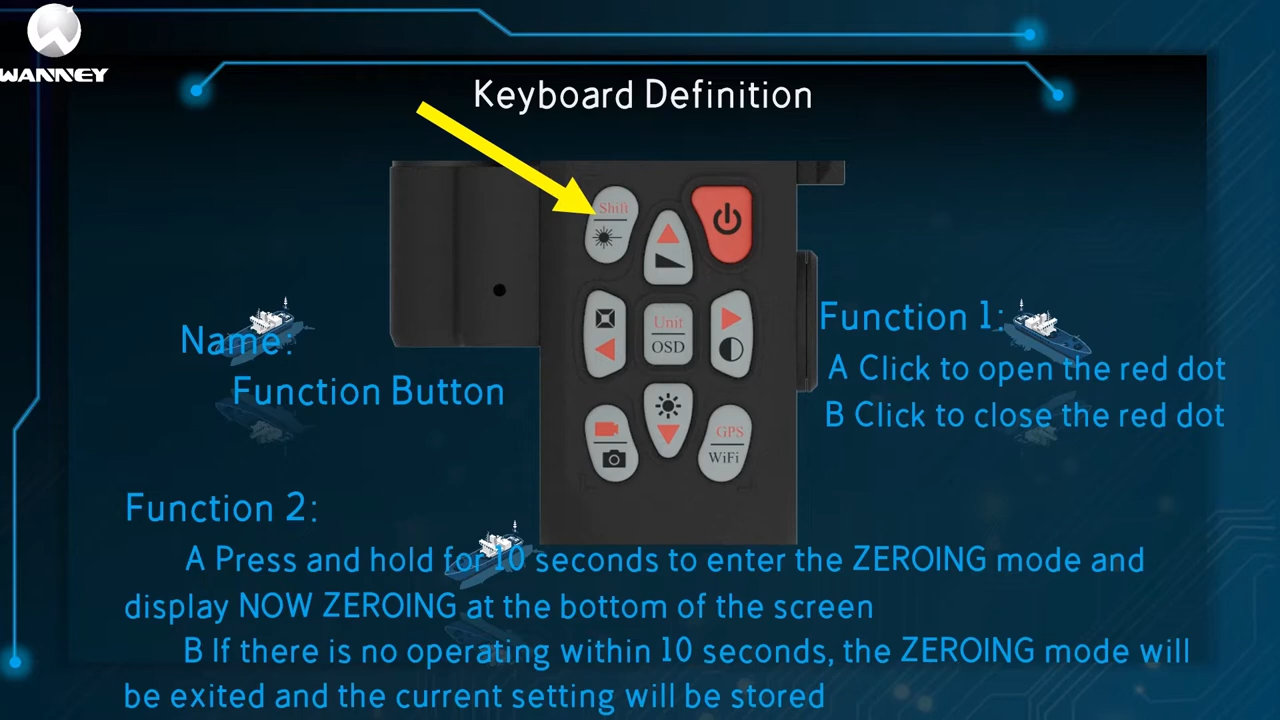 WANNEY
Keyboard Definition
Shift
Unit
OSD
GPS
WiFi
Name:
Function Button
Function 1:
A Click to open the red dot
B Click to close the red dot
Function 2:
A Press and hold for 10 seconds to enter the ZEROING mode and
display NOW ZEROING at the bottom of the screen
B If there is no operating within 10 seconds, the ZEROING mode will
be exited and the current setting will be stored